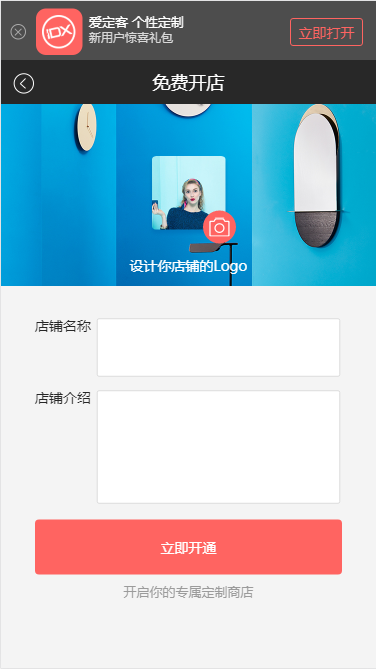 IDX
爱定客 个性定制
新用户惊喜礼包
立即打开
免费开店
设计你店铺的Logo
店铺名称
店铺介绍
立即开通
开启你的专属定制商店